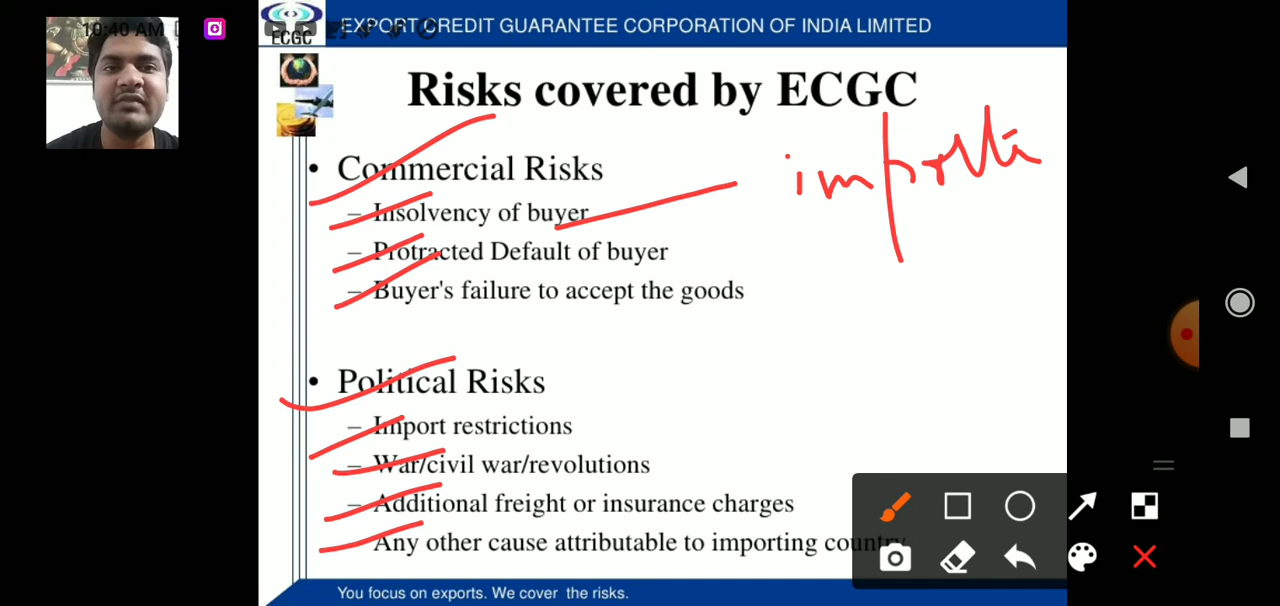 10:40 AM
ECGC
EXPORT CREDIT GUARANTEE CORPORATION OF INDIA LIMITED
Risks covered by ECGC
• Commercial Risks
– Insolvency of buyer
– Protracted Default of buyer
– Buyer's failure to accept the goods
• Political Risks
– Import restrictions
– War/civil war/revolutions
– Additional freight or insurance charges
– Any other cause attributable to importing country
You focus on exports. We cover the risks.